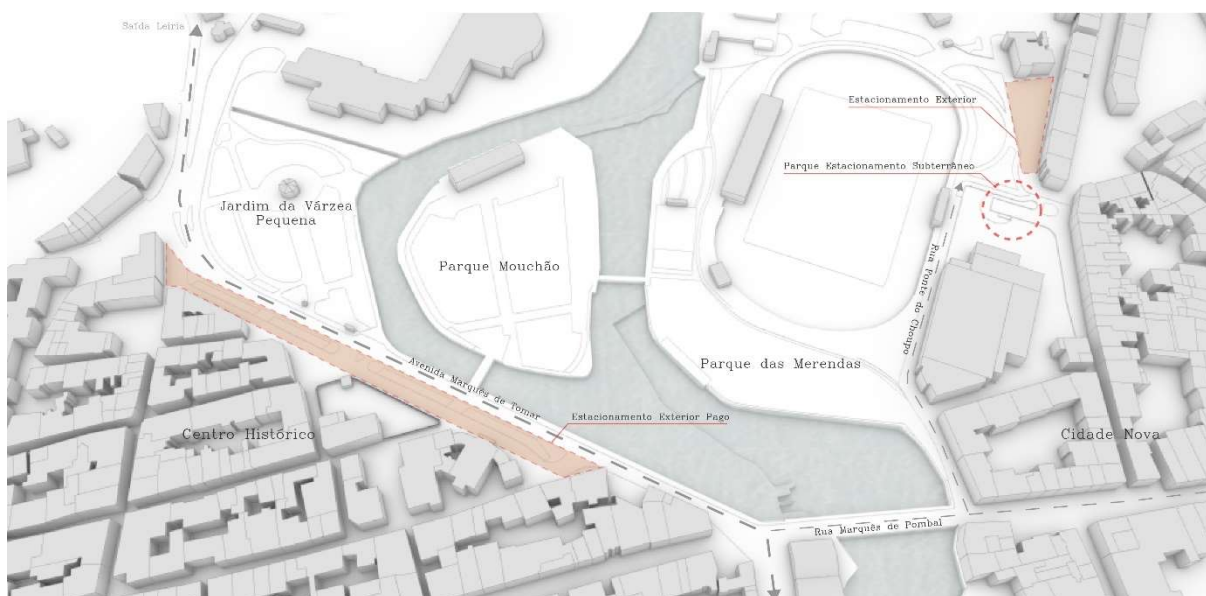 Saída Leiria
Estacionamento Exterior
Parque Estacionamento Subterrâneo
Jardim da Várzea
Pequena
Parque Mouchão
Rua Fonte do Choupo
Parque das Merendas
Avenida Marquês de Tomar
Estacionamento Exterior Pago
Centro Histórico
Cidade Nova
Rua Marquês de Pombal